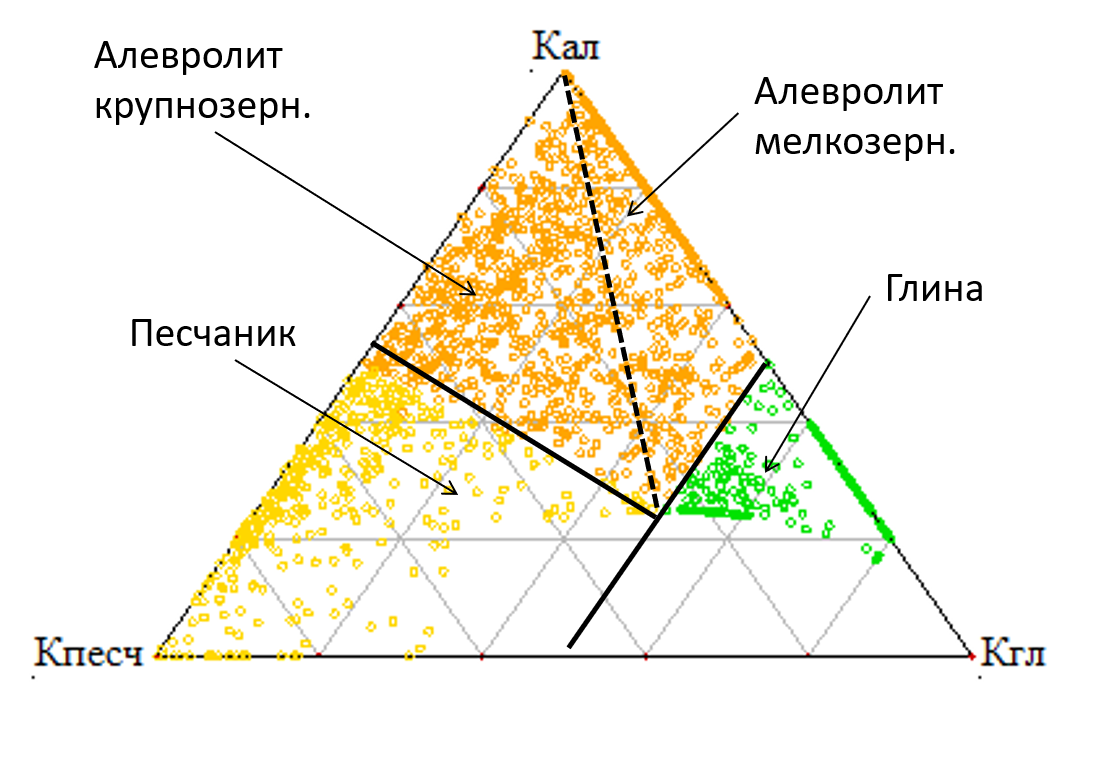 Кал
Алевролит
крупнозерн.
Алевролит
мелкозерн.
Глина
Песчаник
Кпесч
Кгл